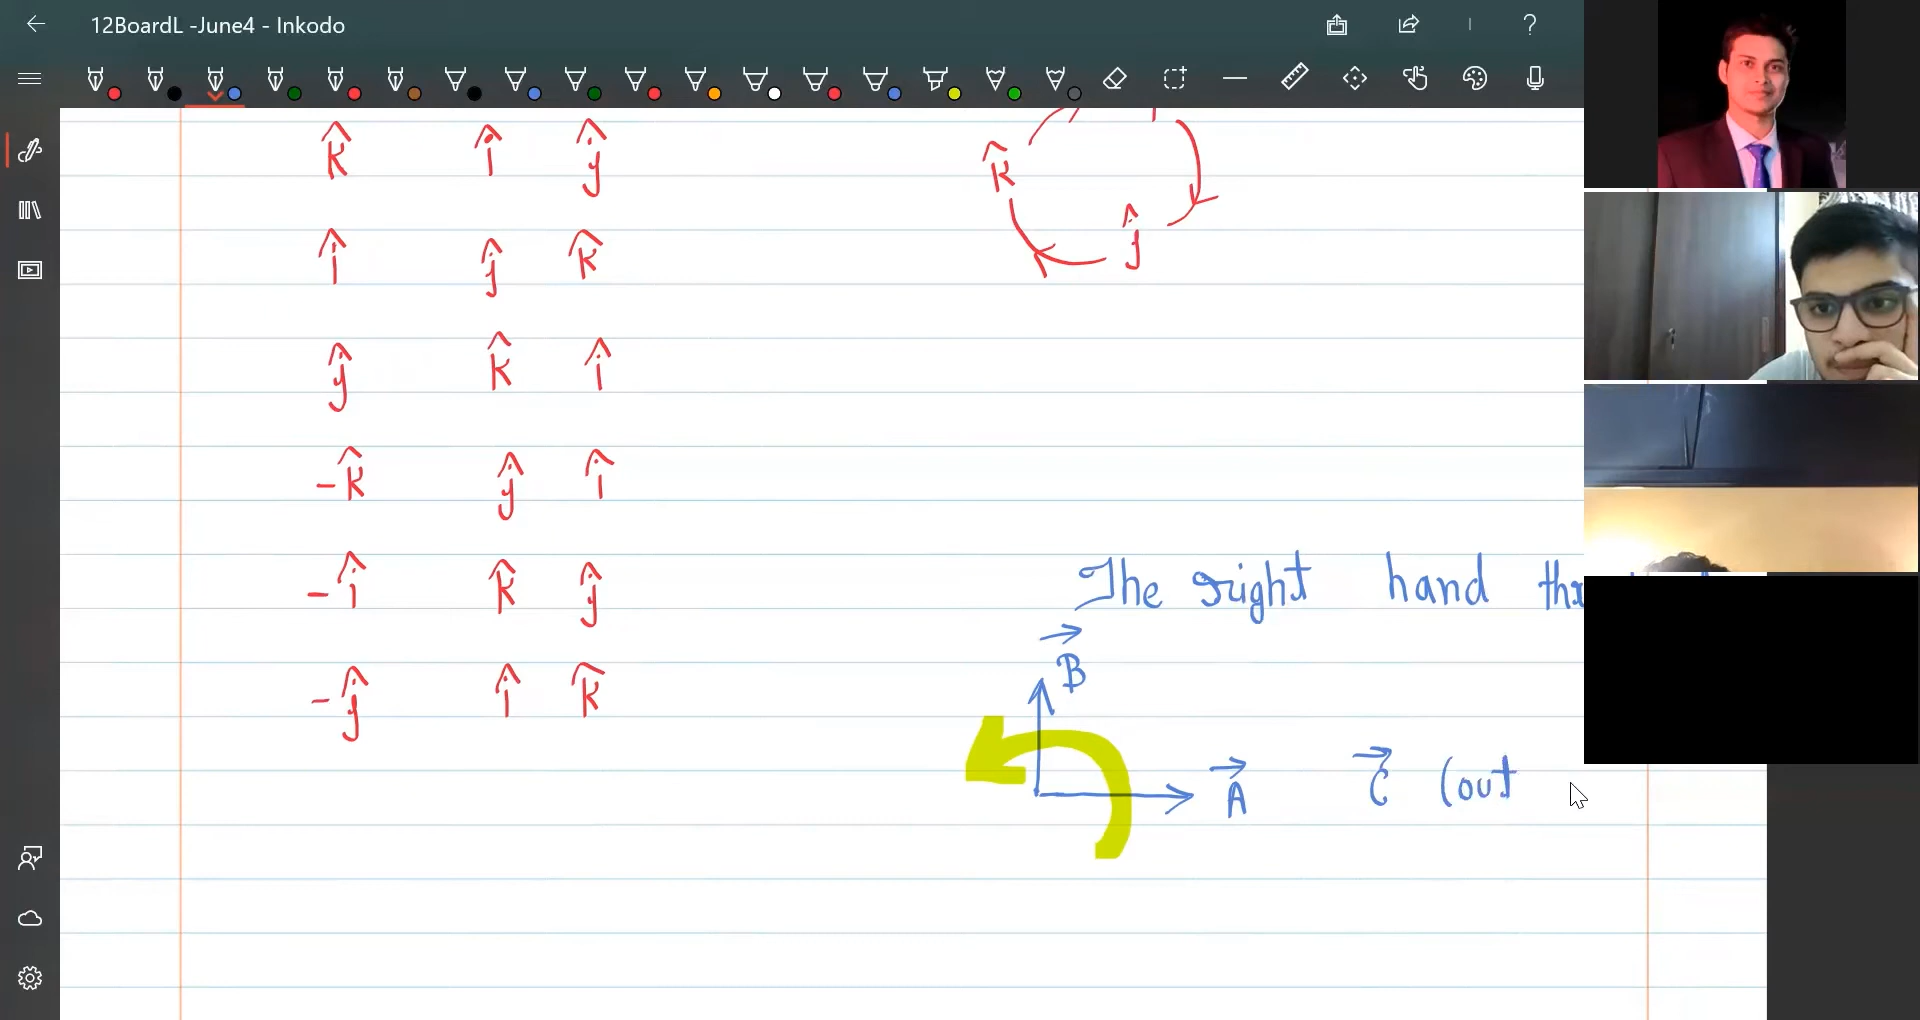 12BoardL -June4 - Inkodo
?
k̂ î ŷ
k̂
î ĵ k̂
ĵ
ŷ k̂ î
-k̂ ŷ î
-î k̂ ŷ
The right hand
B⃗
-ĵ î k̂
A⃗ C⃗ (out